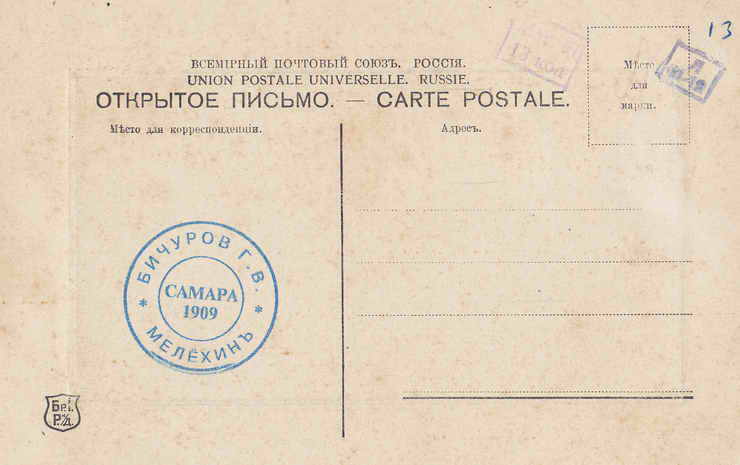 13
ВСЕМІРНЫЙ ПОЧТОВЫЙ СОЮЗЪ. РОССІЯ.
UNION POSTALE UNIVERSELLE. RUSSIE.
ОТКРЫТОЕ ПИСЬМО. — CARTE POSTALE.
Мѣсто для корреспонденціи.
Адресъ.
Мѣсто
для
марки.
БИЧУРОВ Г.В.
САМАРА
1909
* МЕЛЁХИНЪ *